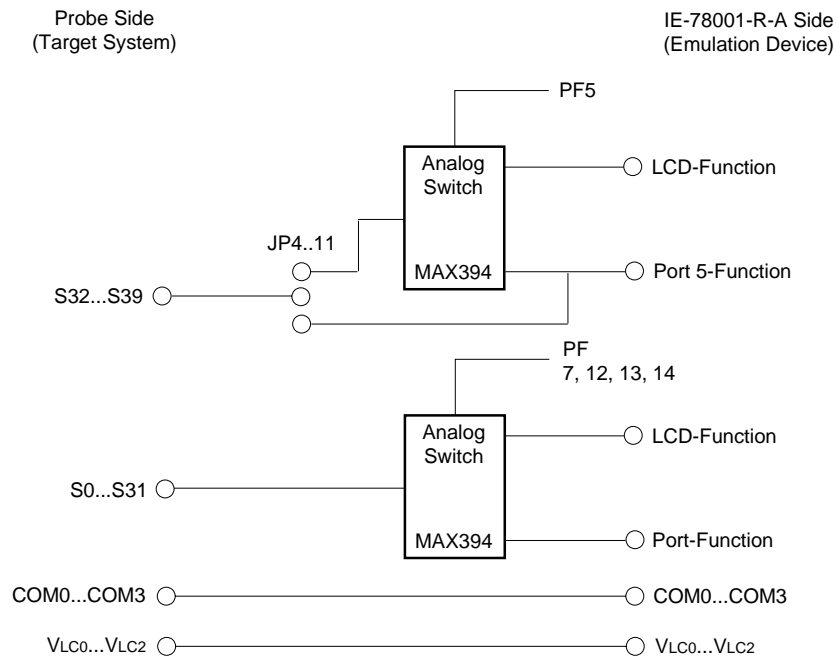 Probe Side
(Target System)
IE-78001-R-A Side
(Emulation Device)
PF5
Analog
Switch
LCD-Function
JP4..11
MAX394
Port 5-Function
S32...S39
PF
7, 12, 13, 14
Analog
Switch
LCD-Function
S0...S31
MAX394
Port-Function
COM0...COM3
COM0...COM3
VLC0...VLC2
VLC0...VLC2